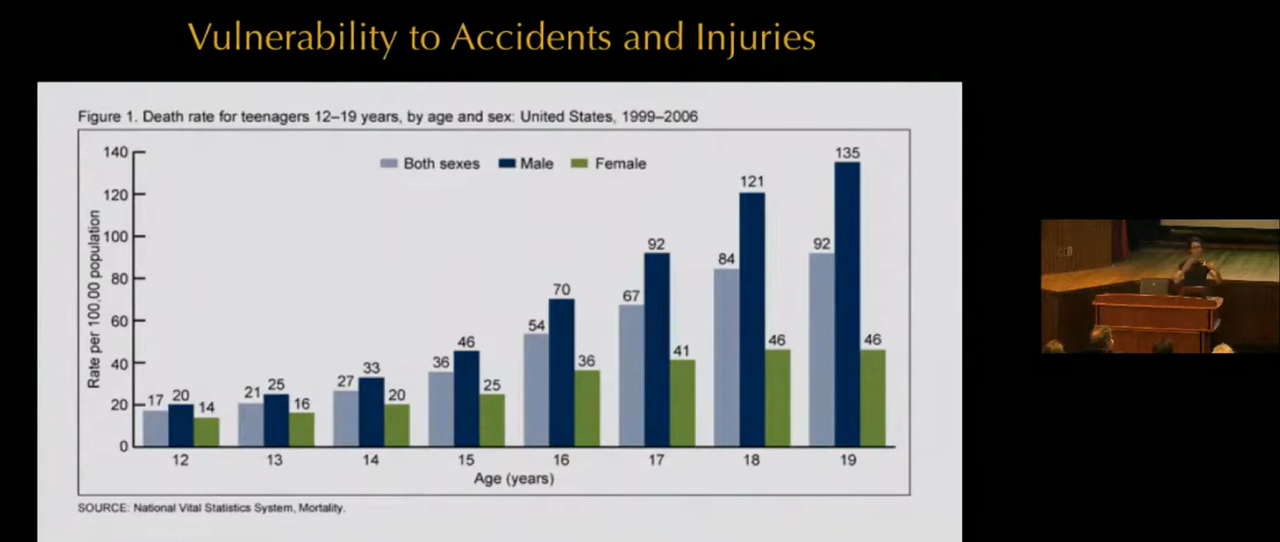 Vulnerability to Accidents and Injuries
Figure 1. Death rate for teenagers 12–19 years, by age and sex: United States, 1999–2006
Both sexes Male Female
Rate per 100,00 population
140
120
100
80
60
40
20
0
17 20 14
21 25 16
27 33 20
36 46 25
54 70 36
67 92 41
84 121 46
92 135 46
12 13 14 15 16 17 18 19
Age (years)
SOURCE: National Vital Statistics System, Mortality.